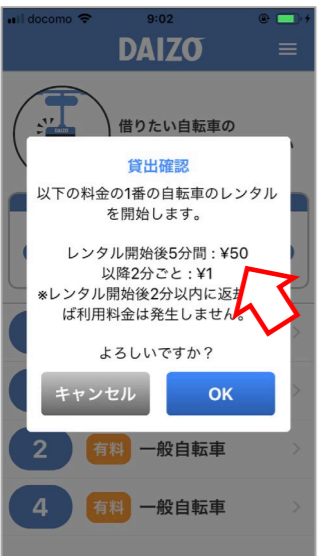 docomo 9:02
DAIZO
DAIZO
借りたい自転車の
貸出確認
以下の料金の1番の自転車のレンタル
を開始します。
レンタル開始後5分間：¥50
以降2分ごと：¥1
※レンタル開始後2分以内に返
ば利用料金は発生しません。
よろしいですか？
キャンセル OK
2 有料 一般自転車
4 有料 一般自転車